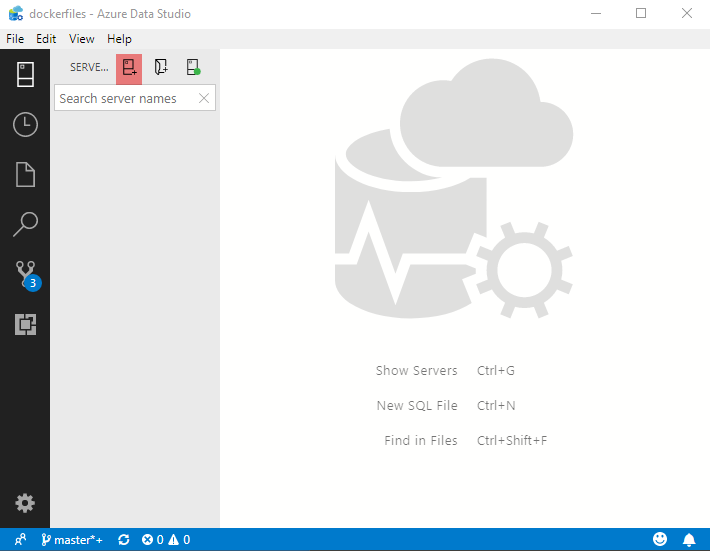 dockerfiles - Azure Data Studio
File Edit View Help
SERVE...
Search server names
3
Show Servers Ctrl+G
New SQL File Ctrl+N
Find in Files Ctrl+Shift+F
master*+ 0 0